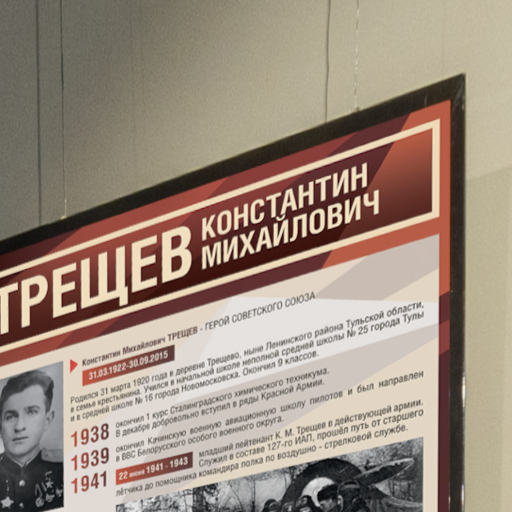 ТРЕЩЕВ
КОНСТАНТИН
МИХАЙЛОВИЧ
Константин Михайлович ТРЕЩЕВ - ГЕРОЙ СОВЕТСКОГО СОЮЗА
31.03.1922-30.09.2015
Родился 31 марта 1920 года в деревне Трещево, ныне Ленинского района Тульской области,
в семье крестьянина. Учился в начальной школе неполной средней школы № 25 города Тулы
и в средней школе № 16 города Новомосковска. Окончил 9 классов.
1938 окончил 1 курс Сталинградского химического техникума.
В декабре добровольно вступил в ряды Красной Армии.
1939 окончил Качинскую военную авиационную школу пилотов и был направлен
в ВВС Белорусского особого военного округа.
1941 22 июня 1941 - 1943 младший лейтенант К. М. Трещев в действующей армии.
Служил в составе 127-го ИАП, прошёл путь от старшего
лётчика до помощника командира полка по воздушно - стрелковой службе.